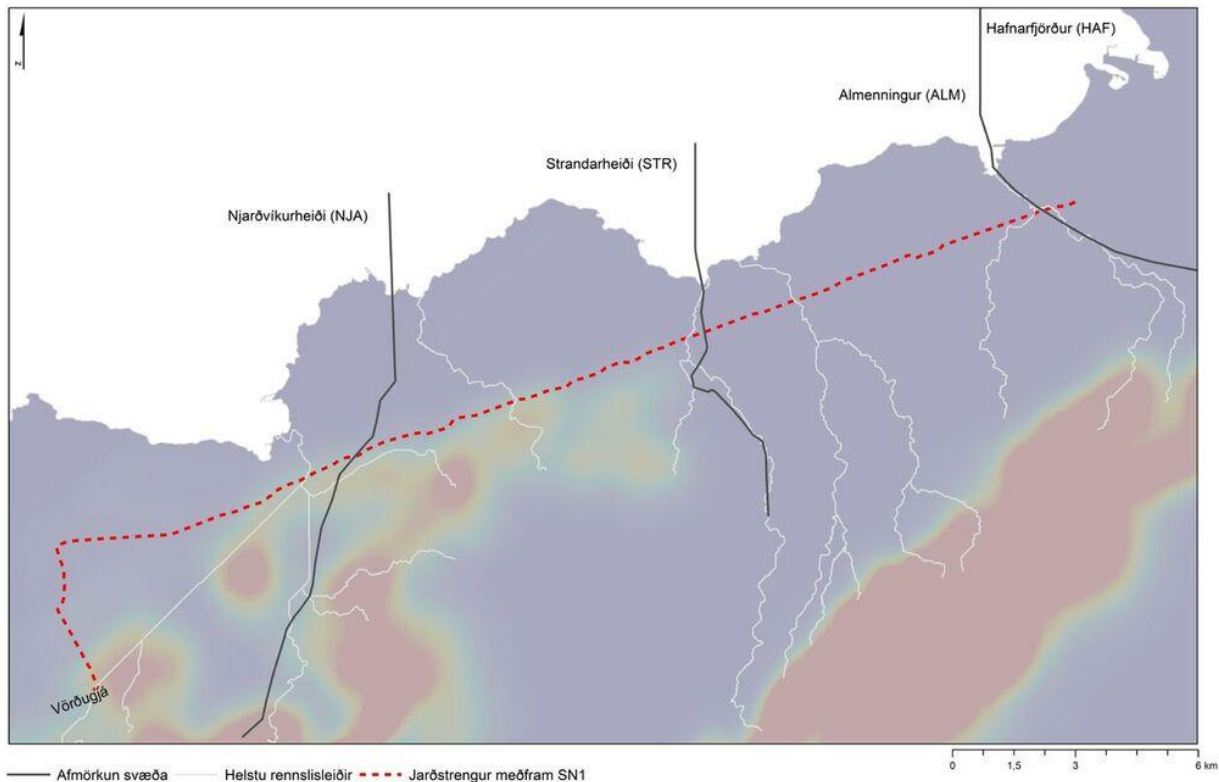 Hafnarfjörður (HAF)
Almenningur (ALM)
Strandarheiði (STR)
Njarðvíkurheiði (NJA)
z
Vörðugjá
Afmörkun svæða
Helstu rennslisleiðir
Jarðstrengur meðfram SN1
0 1,5 3 6 km